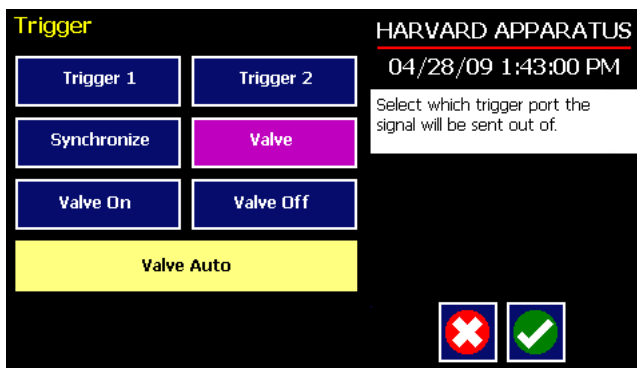 Trigger
HARVARD APPARATUS
04/28/09 1:43:00 PM
Select which trigger port the
signal will be sent out of.
Trigger 1
Trigger 2
Synchronize
Valve
Valve On
Valve Off
Valve Auto